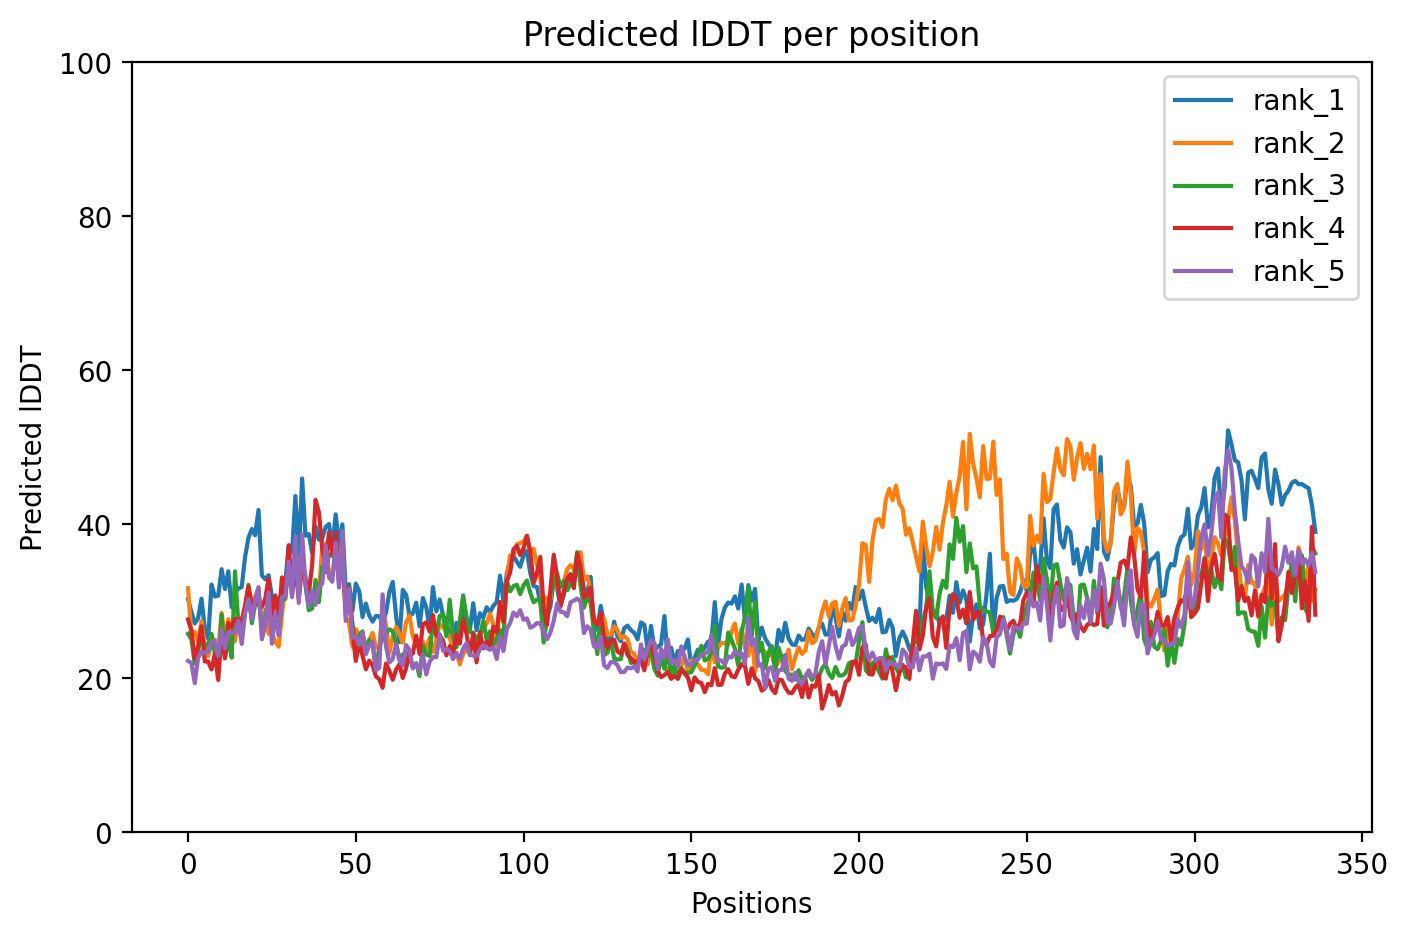 Predicted lDDT per position
100
80
60
40
20
0
Predicted lDDT
0 50 100 150 200 250 300 350
Positions
rank_1
rank_2
rank_3
rank_4
rank_5